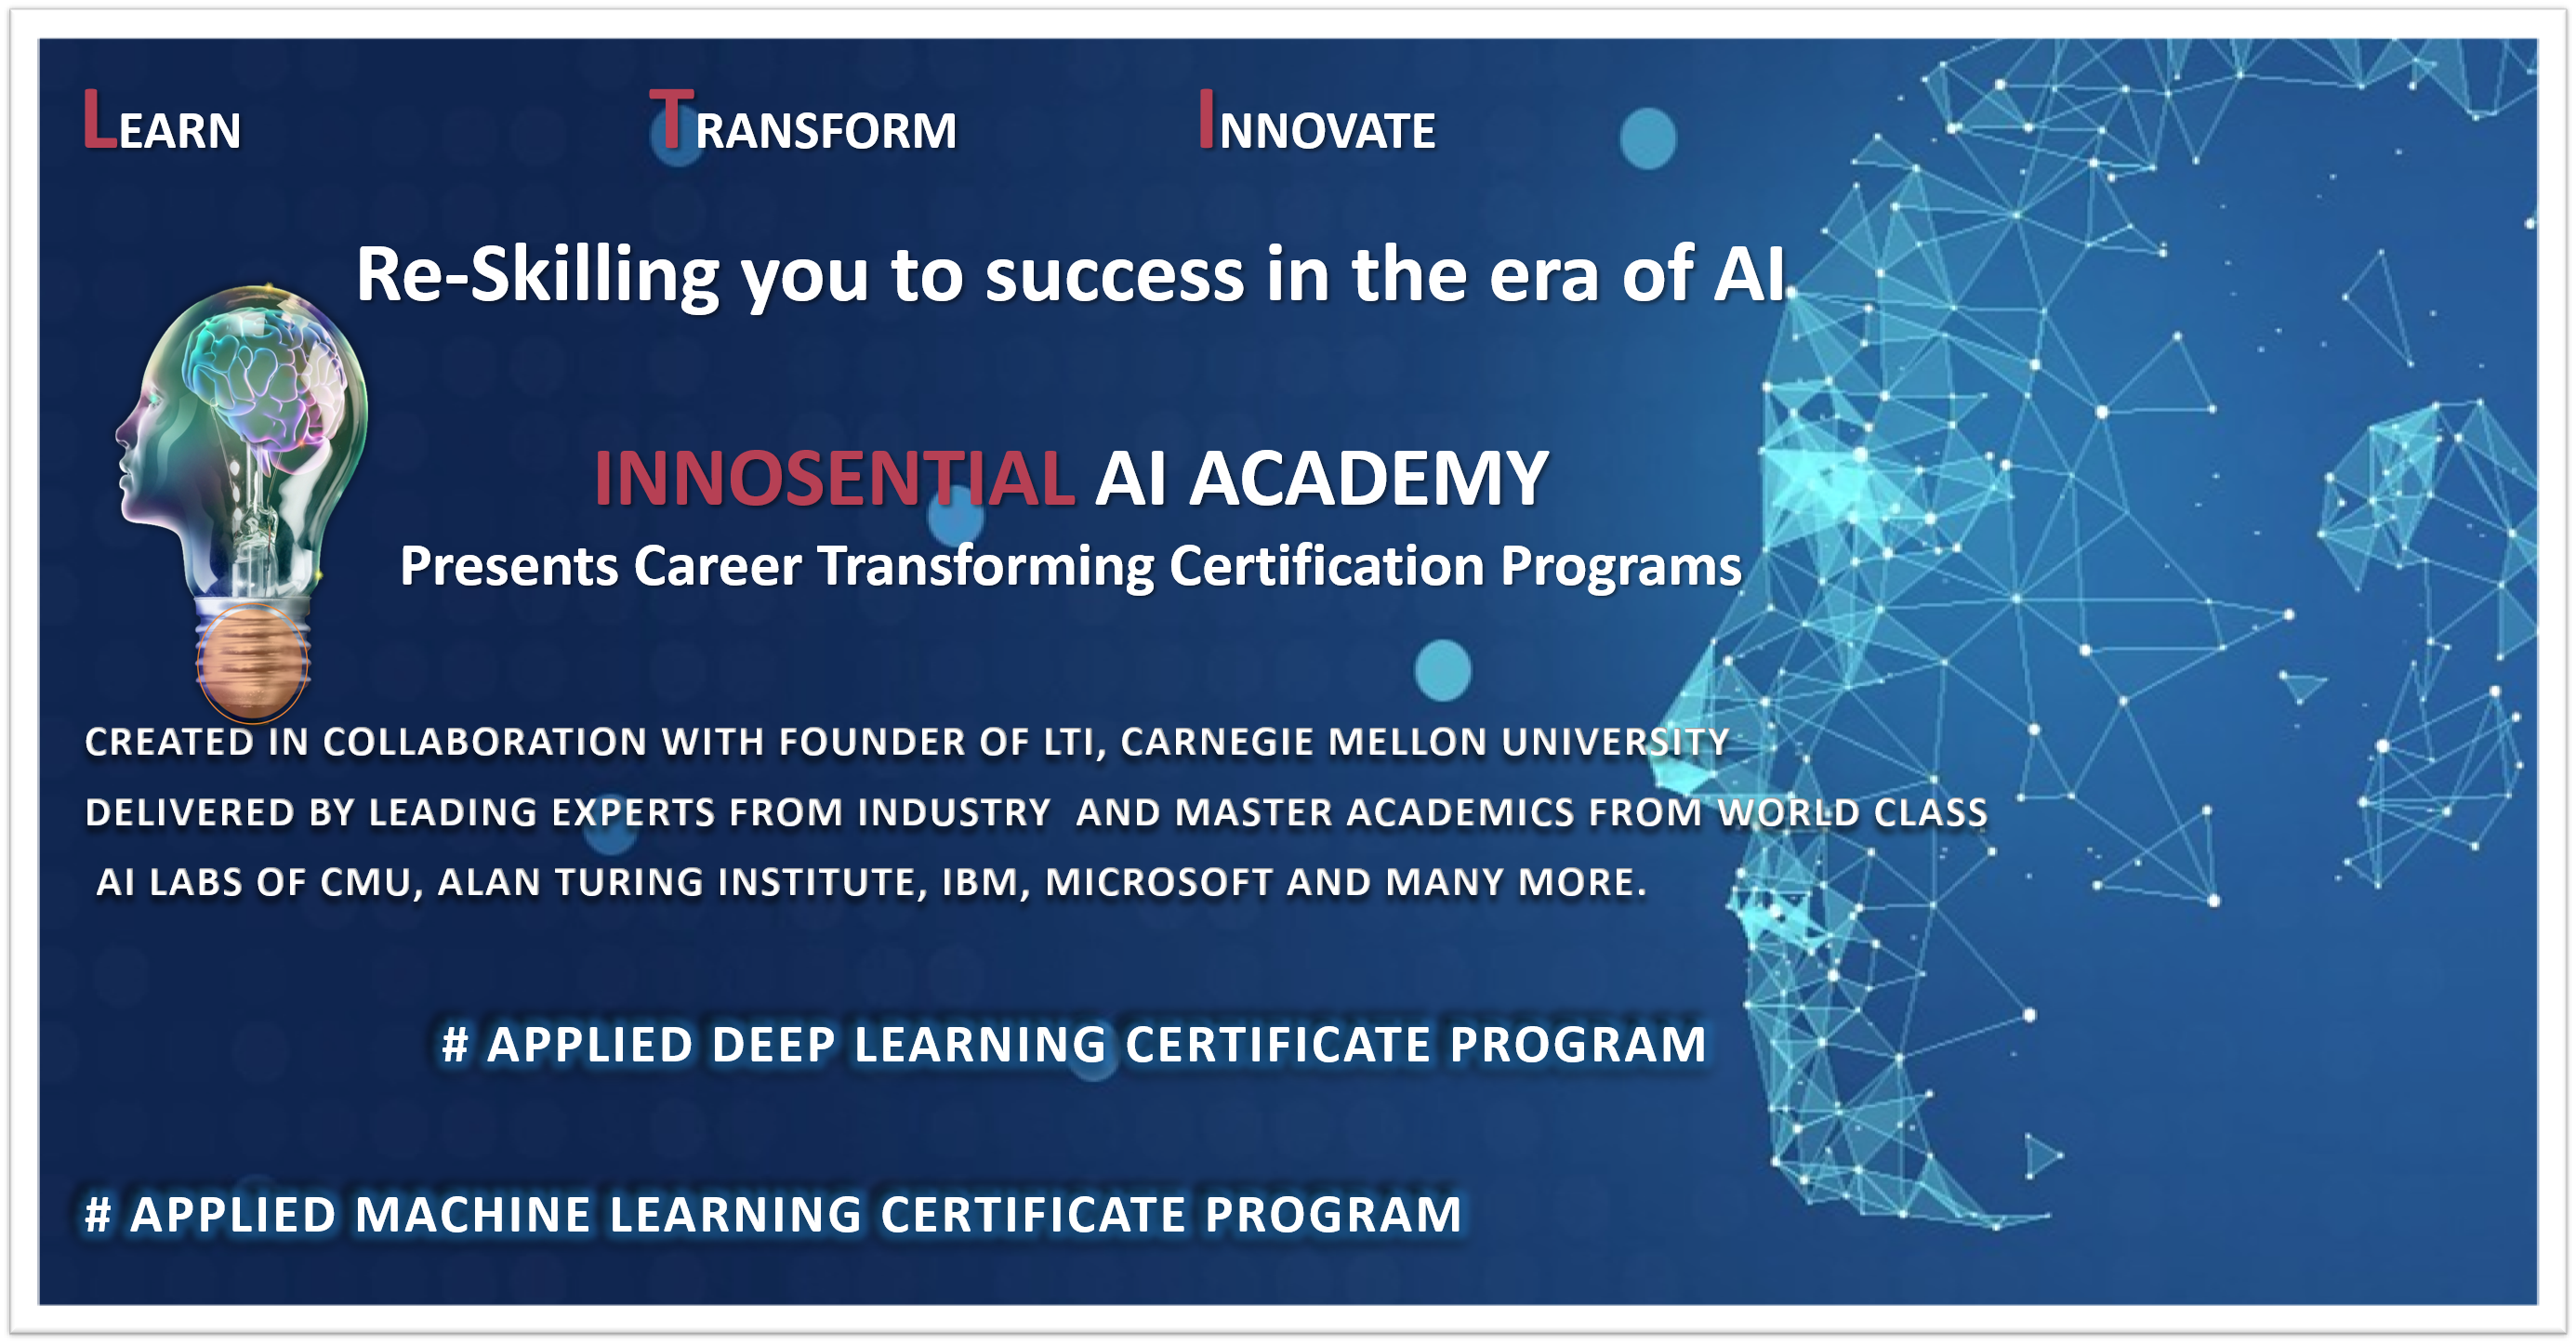 LEARN TRANSFORM INNOVATE
Re-Skilling you to success in the era of AI
INNOSENTIAL AI ACADEMY
Presents Career Transforming Certification Programs
CREATED IN COLLABORATION WITH FOUNDER OF LTI, CARNEGIE MELLON UNIVERSITY
DELIVERED BY LEADING EXPERTS FROM INDUSTRY AND MASTER ACADEMICS FROM WORLD CLASS
AI LABS OF CMU, ALAN TURING INSTITUTE, IBM, MICROSOFT AND MANY MORE.
# APPLIED DEEP LEARNING CERTIFICATE PROGRAM
# APPLIED MACHINE LEARNING CERTIFICATE PROGRAM